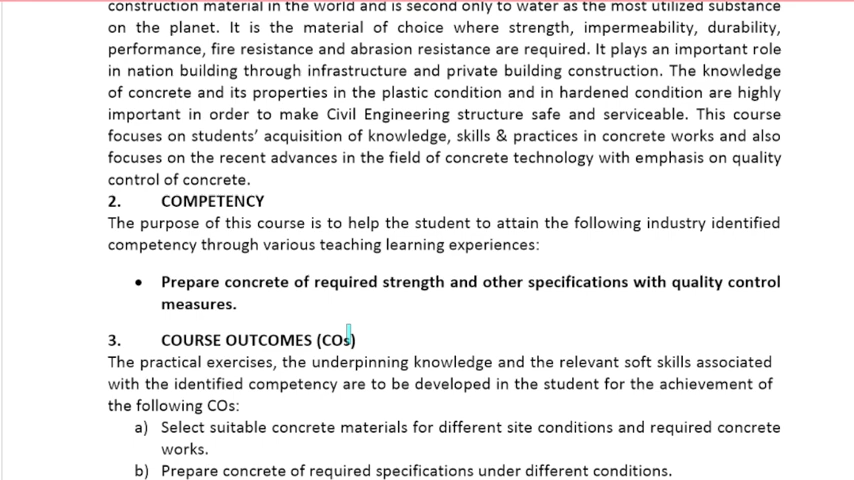 construction material in the world and is second only to water as the most utilized substance
on the planet. It is the material of choice where strength, impermeability, durability,
performance, fire resistance and abrasion resistance are required. It plays an important role
in nation building through infrastructure and private building construction. The knowledge
of concrete and its properties in the plastic condition and in hardened condition are highly
important in order to make Civil Engineering structure safe and serviceable. This course
focuses on students’ acquisition of knowledge, skills & practices in concrete works and also
focuses on the recent advances in the field of concrete technology with emphasis on quality
control of concrete.
2. COMPETENCY
The purpose of this course is to help the student to attain the following industry identified
competency through various teaching learning experiences:
• Prepare concrete of required strength and other specifications with quality control
measures.
3. COURSE OUTCOMES (COs)
The practical exercises, the underpinning knowledge and the relevant soft skills associated
with the identified competency are to be developed in the student for the achievement of
the following COs:
a) Select suitable concrete materials for different site conditions and required concrete
works.
b) Prepare concrete of required specifications under different conditions.